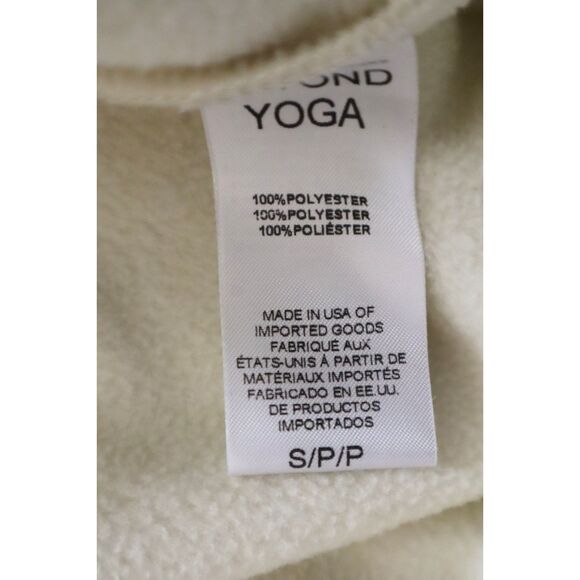 YOGA
100%POLYESTER
100%POLYESTER
100%POLIÉSTER
MADE IN USA OF
IMPORTED GOODS
FABRIQUÉ AUX
ÉTATS-UNIS À PARTIR DE
MATÉRIAUX IMPORTÉS
FABRICADO EN EE.UU.
DE PRODUCTOS
IMPORTADOS
S/P/P